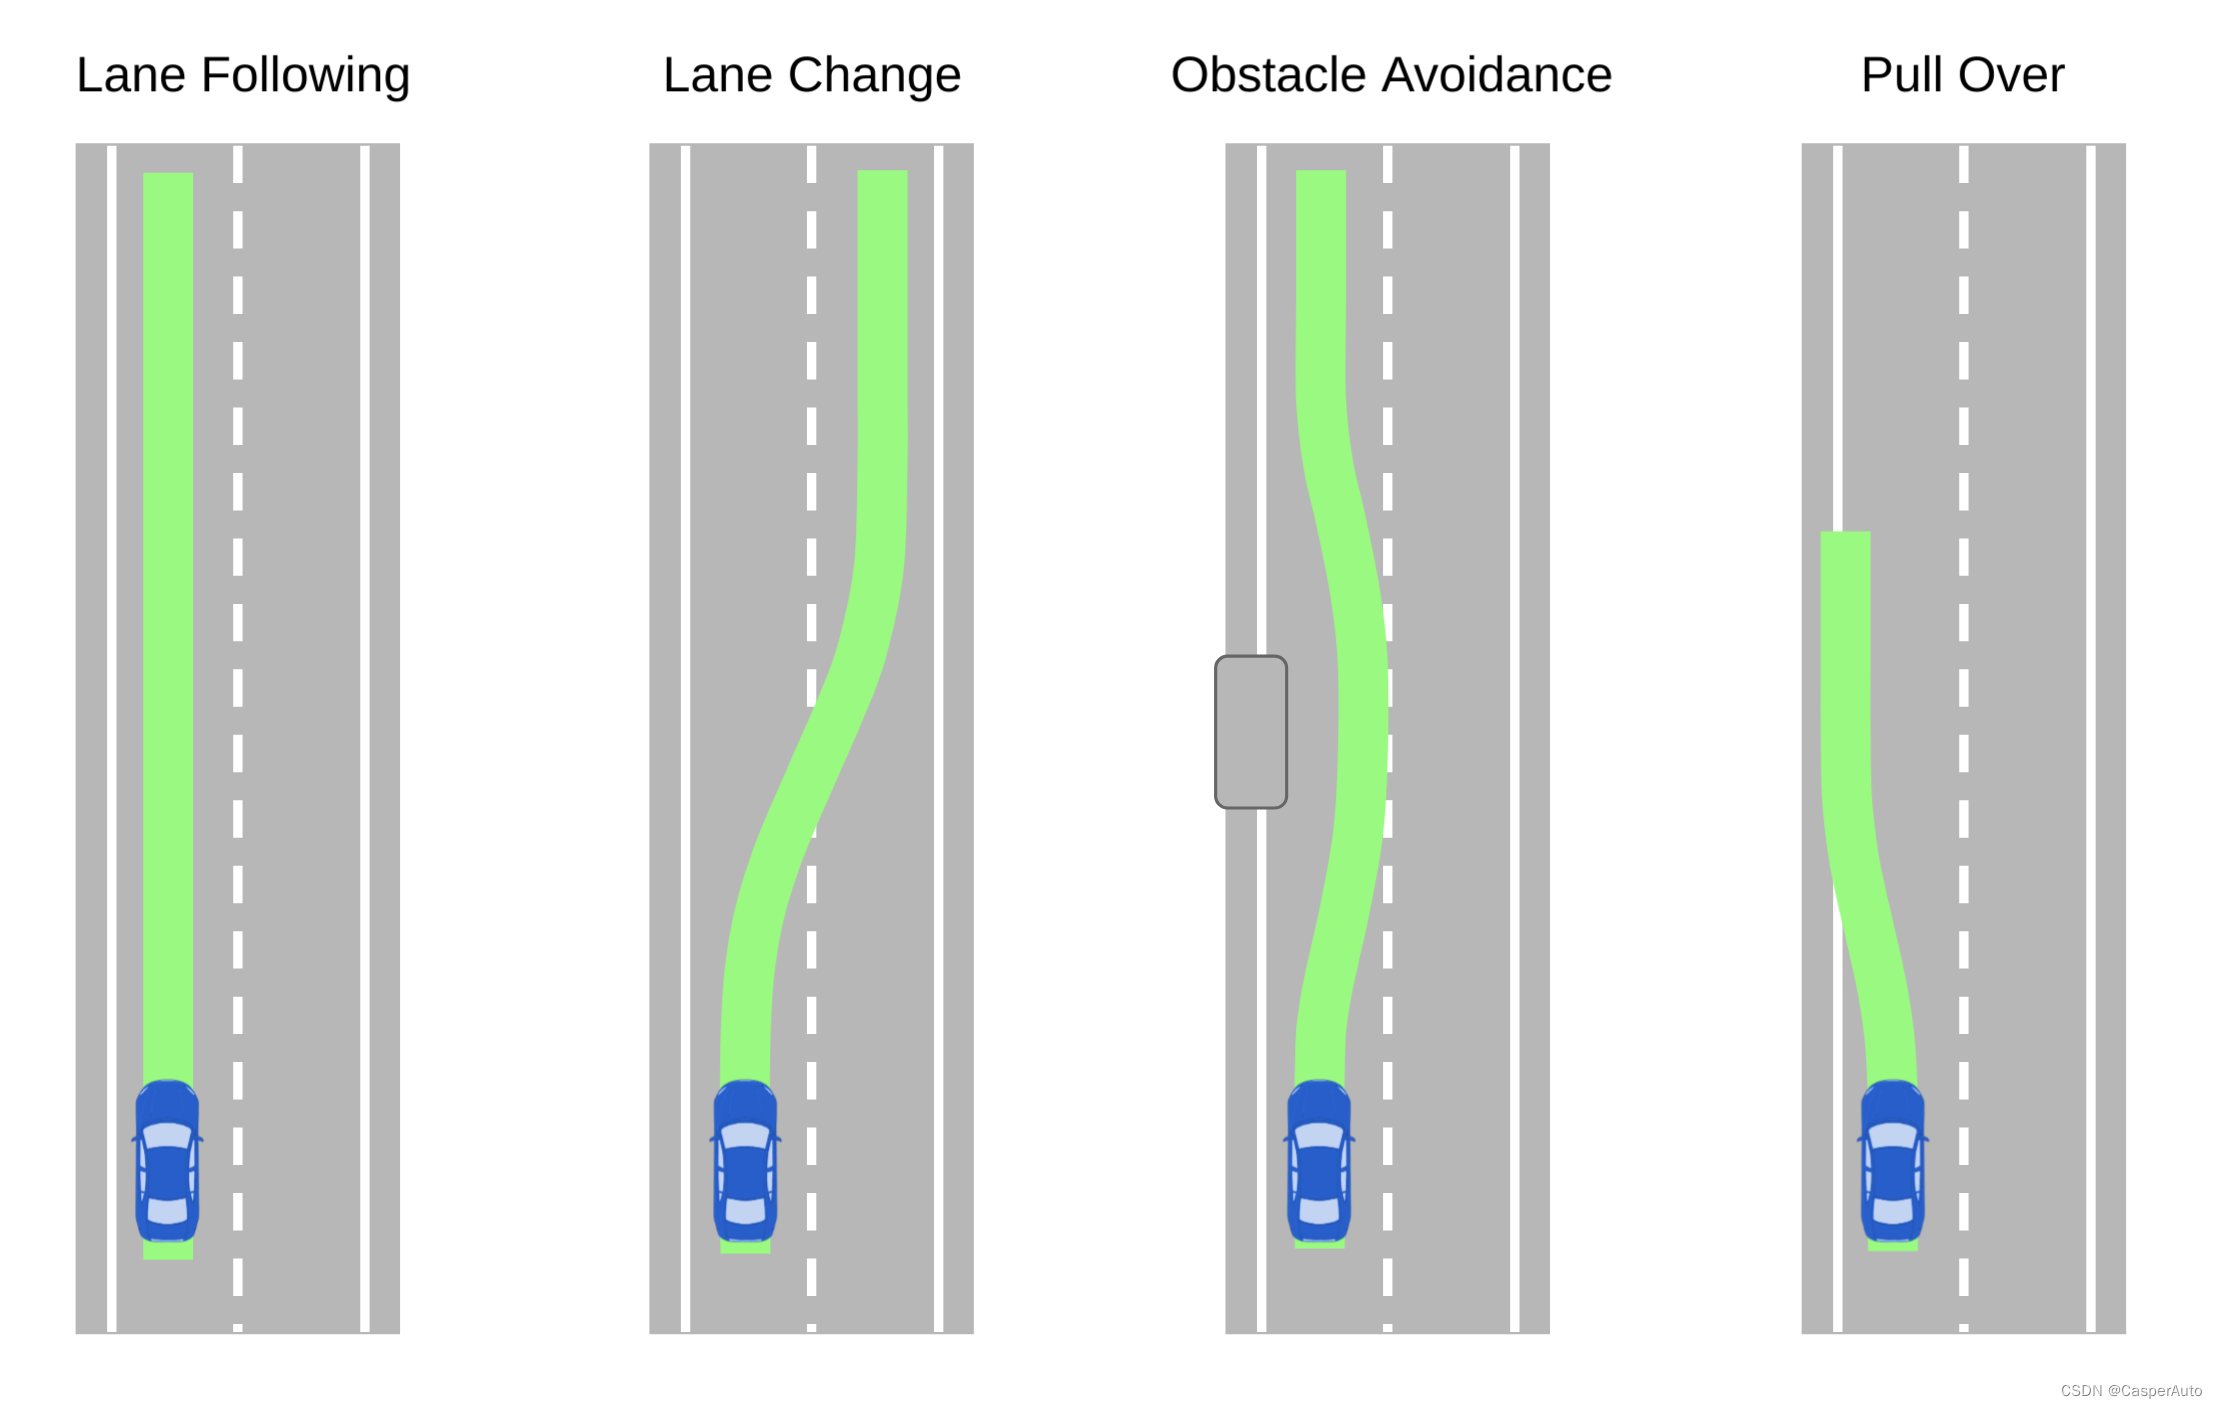 Lane Following
Lane Change
Obstacle Avoidance
Pull Over
CSDN @CasperAuto